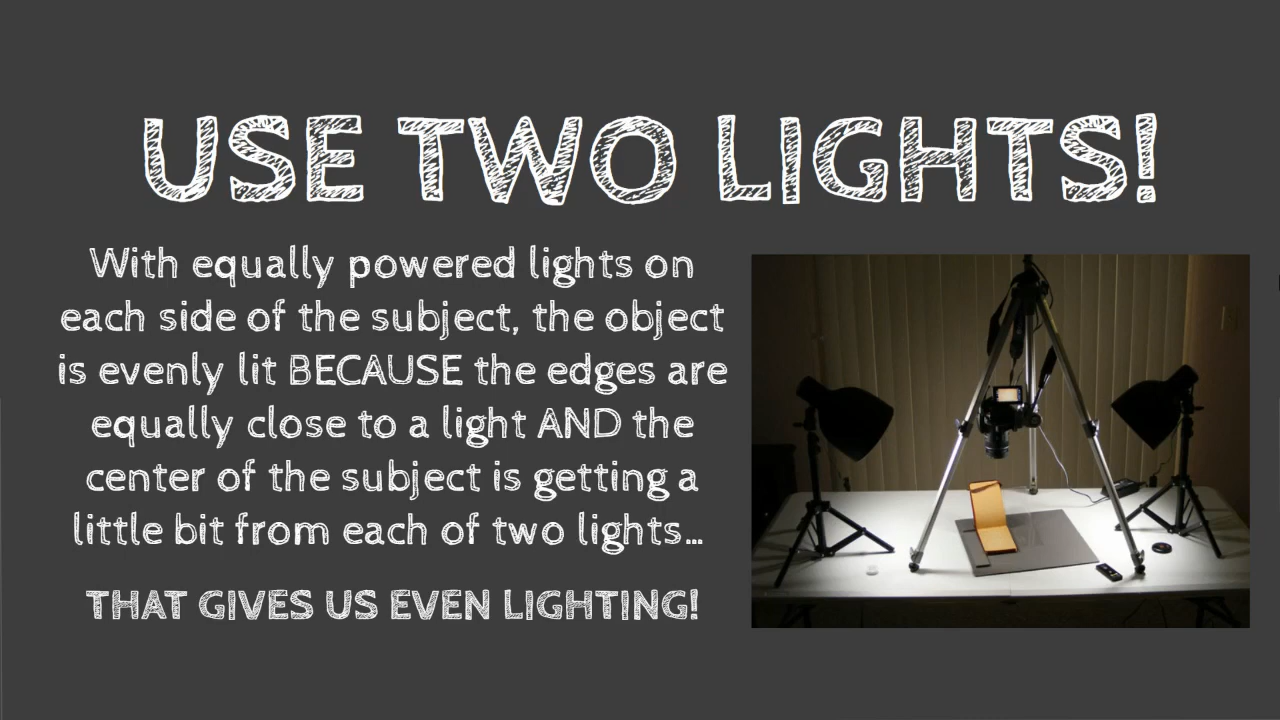 USE TWO LIGHTS!
With equally powered lights on
each side of the subject, the object
is evenly lit BECAUSE the edges are
equally close to a light AND the
center of the subject is getting a
little bit from each of two lights...
THAT GIVES US EVEN LIGHTING!